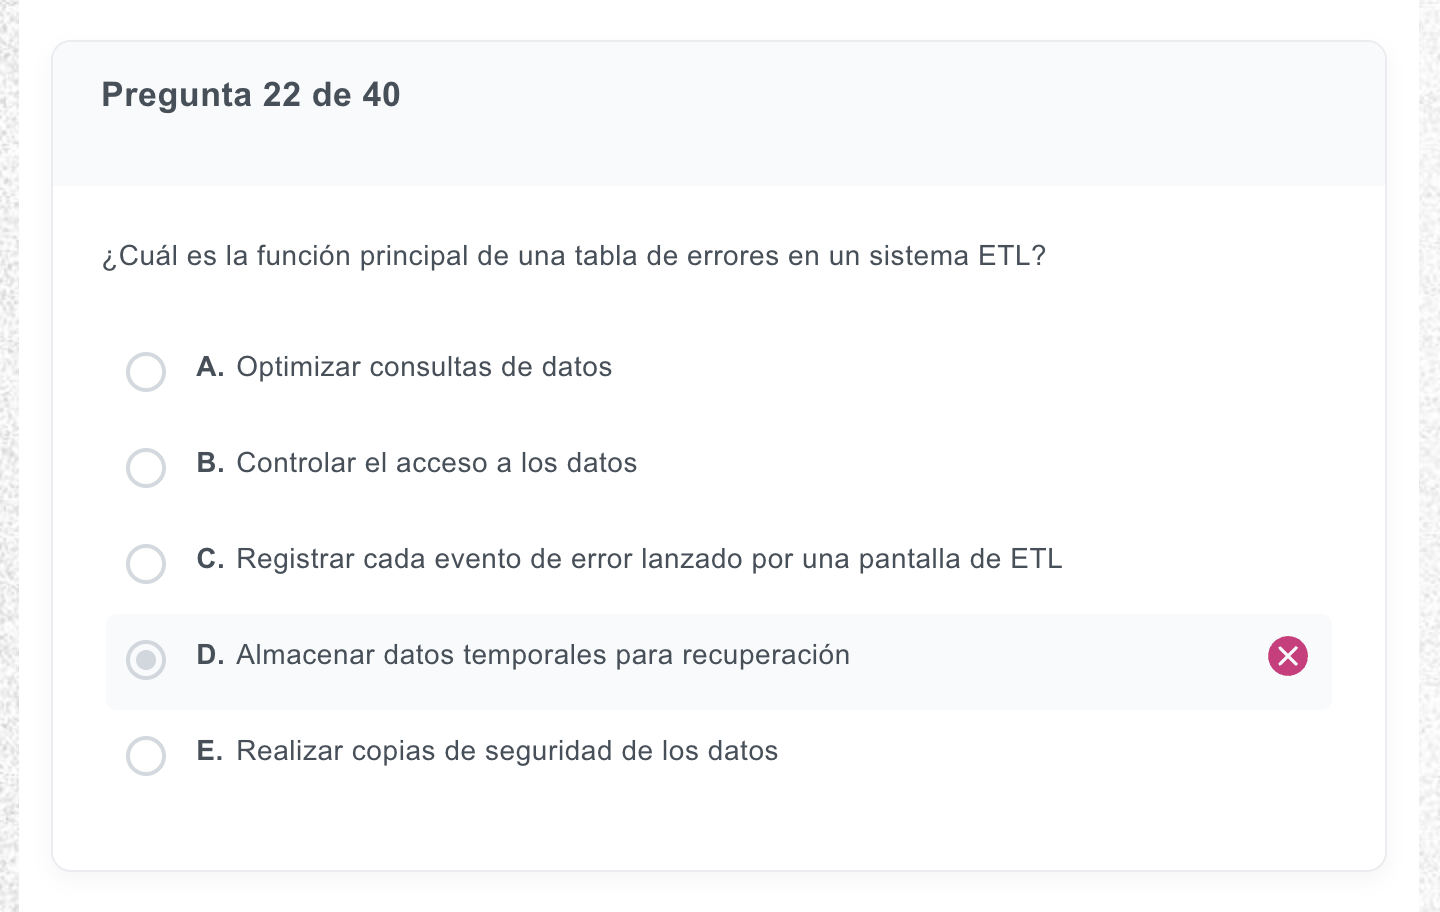 Pregunta 22 de 40
¿Cuál es la función principal de una tabla de errores en un sistema ETL?
A. Optimizar consultas de datos
B. Controlar el acceso a los datos
C. Registrar cada evento de error lanzado por una pantalla de ETL
D. Almacenar datos temporales para recuperación
E. Realizar copias de seguridad de los datos